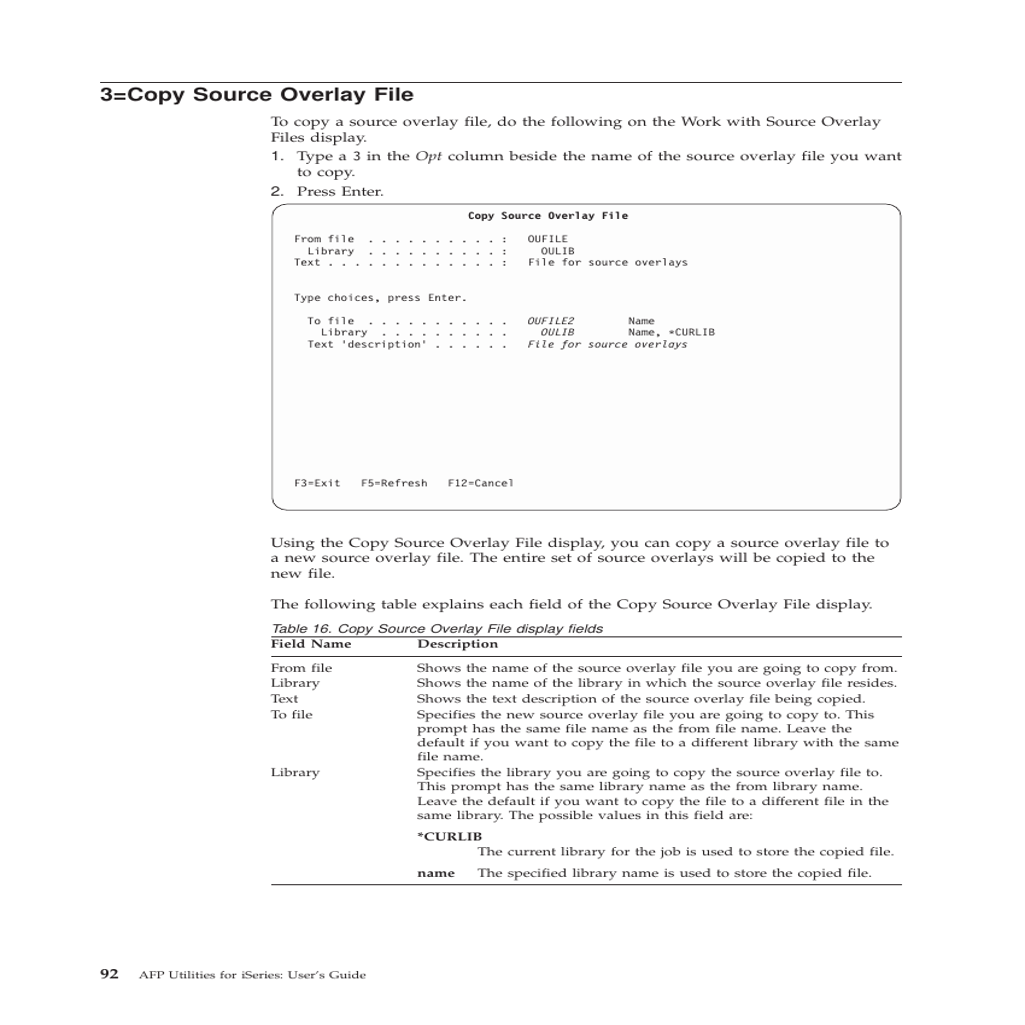 3=Copy Source Overlay File
To copy a source overlay file, do the following on the Work with Source Overlay
Files display.
1. Type a 3 in the Opt column beside the name of the source overlay file you want
to copy.
2. Press Enter.
Copy Source Overlay File
From file . . . . . . . . . . : OUFILE
Library . . . . . . . . . . : OULIB
Text . . . . . . . . . . . . . : File for source overlays
Type choices, press Enter.
To file . . . . . . . . . . . OUFILE2 Name
Library . . . . . . . . . . OULIB Name, *CURLIB
Text 'description' . . . . . . File for source overlays
F3=Exit F5=Refresh F12=Cancel
Using the Copy Source Overlay File display, you can copy a source overlay file to
a new source overlay file. The entire set of source overlays will be copied to the
new file.
The following table explains each field of the Copy Source Overlay File display.
Table 16. Copy Source Overlay File display fields
Field Name Description
From file Shows the name of the source overlay file you are going to copy from.
Library Shows the name of the library in which the source overlay file resides.
Text Shows the text description of the source overlay file being copied.
To file Specifies the new source overlay file you are going to copy to. This
prompt has the same file name as the from file name. Leave the
default if you want to copy the file to a different library with the same
file name.
Library Specifies the library you are going to copy the source overlay file to.
This prompt has the same library name as the from library name.
Leave the default if you want to copy the file to a different file in the
same library. The possible values in this field are:
*CURLIB
The current library for the job is used to store the copied file.
name The specified library name is used to store the copied file.
92 AFP Utilities for iSeries: User's Guide